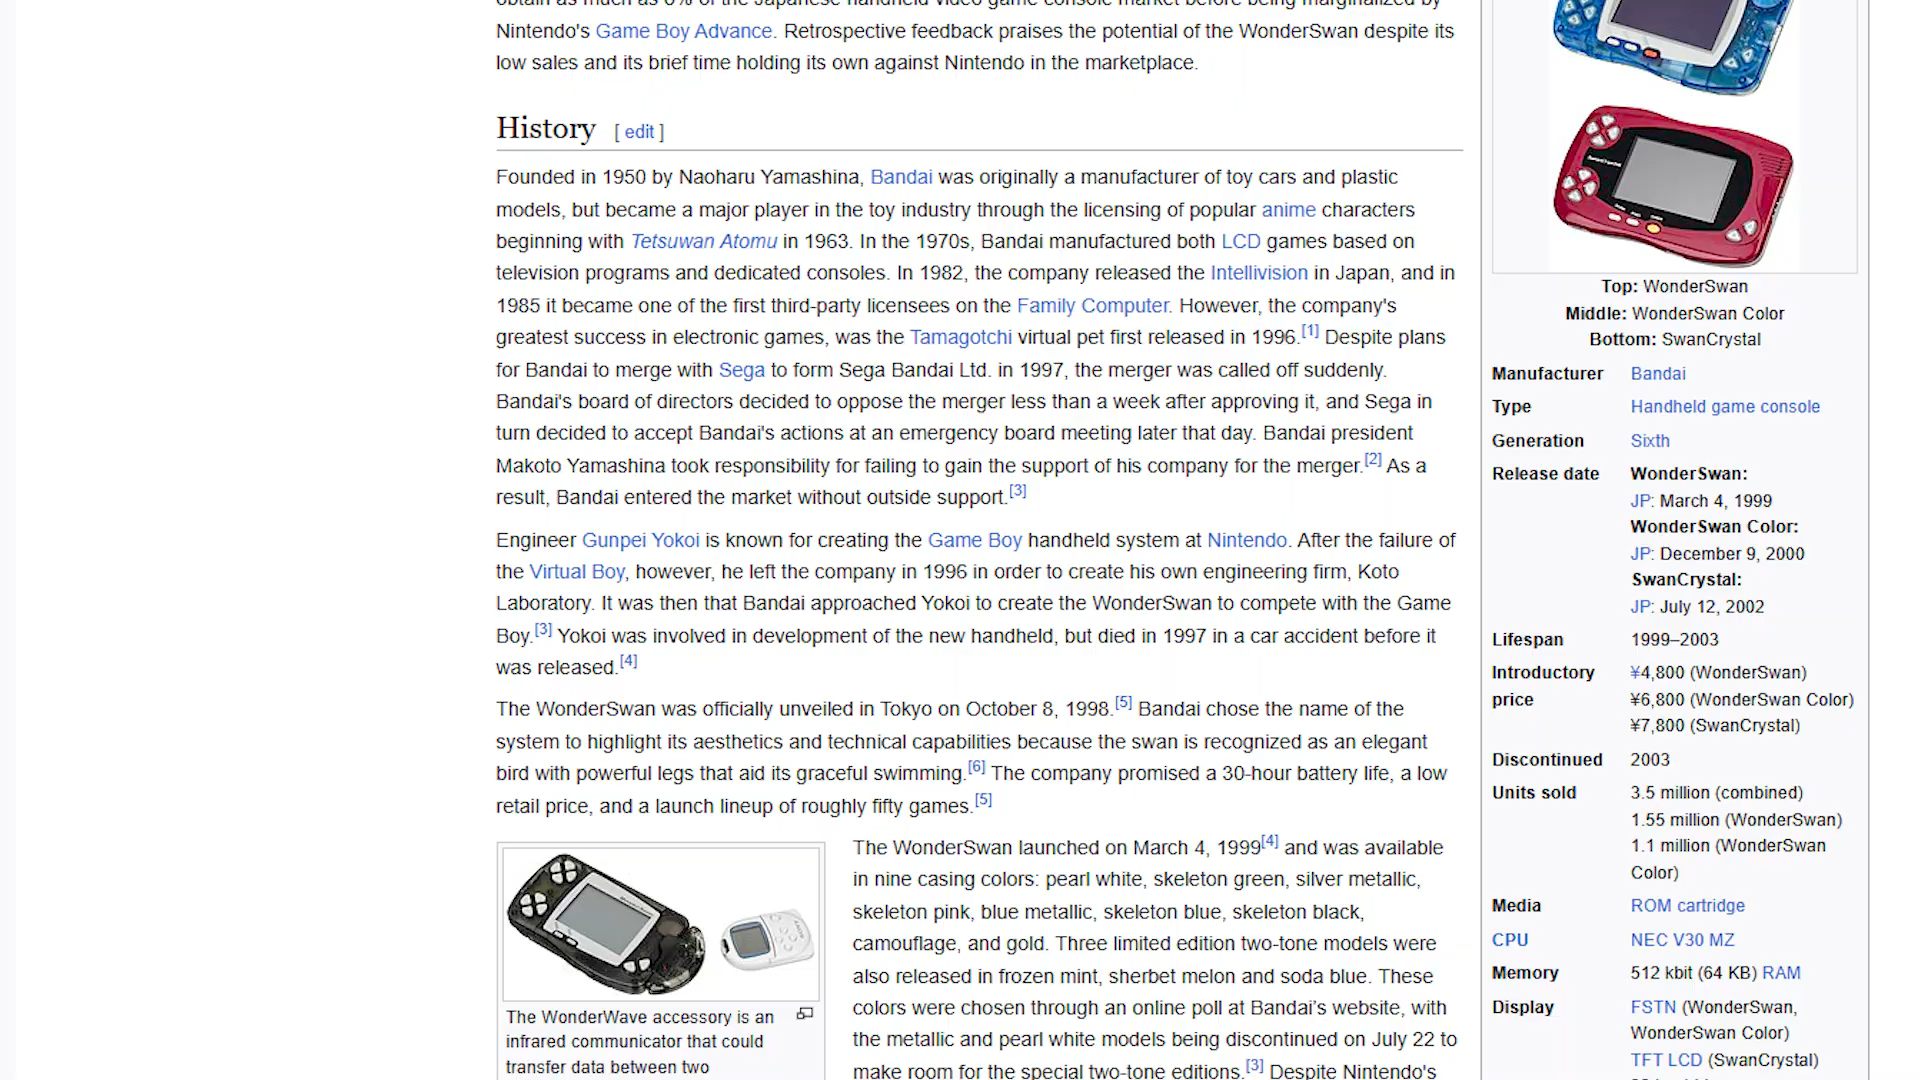 Nintendo's Game Boy Advance. Retrospective feedback praises the potential of the WonderSwan despite its
low sales and its brief time holding its own against Nintendo in the marketplace.
History [ edit ]
Founded in 1950 by Naoharu Yamashina, Bandai was originally a manufacturer of toy cars and plastic
models, but became a major player in the toy industry through the licensing of popular anime characters
beginning with Tetsuwan Atomu in 1963. In the 1970s, Bandai manufactured both LCD games based on
television programs and dedicated consoles. In 1982, the company released the Intellivision in Japan, and in
1985 it became one of the first third-party licensees on the Family Computer. However, the company's
greatest success in electronic games, was the Tamagotchi virtual pet first released in 1996.[1] Despite plans
for Bandai to merge with Sega to form Sega Bandai Ltd. in 1997, the merger was called off suddenly.
Bandai's board of directors decided to oppose the merger less than a week after approving it, and Sega in
turn decided to accept Bandai's actions at an emergency board meeting later that day. Bandai president
Makoto Yamashina took responsibility for failing to gain the support of his company for the merger.[2] As a
result, Bandai entered the market without outside support.[3]
Engineer Gunpei Yokoi is known for creating the Game Boy handheld system at Nintendo. After the failure of
the Virtual Boy, however, he left the company in 1996 in order to create his own engineering firm, Koto
Laboratory. It was then that Bandai approached Yokoi to create the WonderSwan to compete with the Game
Boy.[3] Yokoi was involved in development of the new handheld, but died in 1997 in a car accident before it
was released.[4]
The WonderSwan was officially unveiled in Tokyo on October 8, 1998.[5] Bandai chose the name of the
system to highlight its aesthetics and technical capabilities because the swan is recognized as an elegant
bird with powerful legs that aid its graceful swimming.[6] The company promised a 30-hour battery life, a low
retail price, and a launch lineup of roughly fifty games.[5]
The WonderWave accessory is an
infrared communicator that could
transfer data between two
The WonderSwan launched on March 4, 1999[4] and was available
in nine casing colors: pearl white, skeleton green, silver metallic,
skeleton pink, blue metallic, skeleton blue, skeleton black,
camouflage, and gold. Three limited edition two-tone models were
also released in frozen mint, sherbet melon and soda blue. These
colors were chosen through an online poll at Bandai's website, with
the metallic and pearl white models being discontinued on July 22 to
make room for the special two-tone editions.[3] Despite Nintendo's
Top: WonderSwan
Middle: WonderSwan Color
Bottom: SwanCrystal
Manufacturer Bandai
Type Handheld game console
Generation Sixth
Release date WonderSwan:
JP: March 4, 1999
WonderSwan Color:
JP: December 9, 2000
SwanCrystal:
JP: July 12, 2002
Lifespan 1999–2003
Introductory price ¥4,800 (WonderSwan)
¥6,800 (WonderSwan Color)
¥7,800 (SwanCrystal)
Discontinued 2003
Units sold 3.5 million (combined)
1.55 million (WonderSwan)
1.1 million (WonderSwan
Color)
Media ROM cartridge
CPU NEC V30 MZ
Memory 512 kbit (64 KB) RAM
Display FSTN (WonderSwan,
WonderSwan Color)
TFT LCD (SwanCrystal)